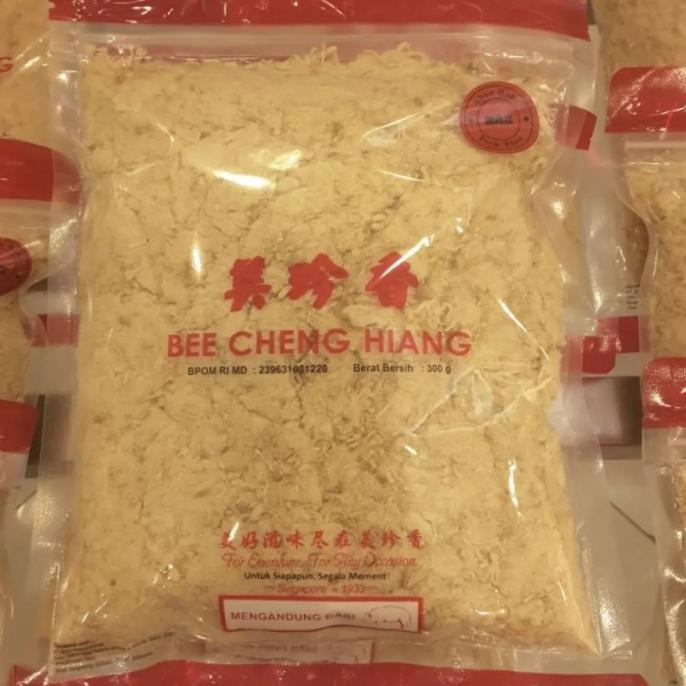 美珍香
BEE CHENG HIANG
BPOM RI MD : 239631031220 Berat Bersih : 300 g
美好滋味尽在美珍香
For Everyone, For Any Occasion
Untuk Siapapun, Segala Moment
Singapore - 1933
MENGANDUNG BABI